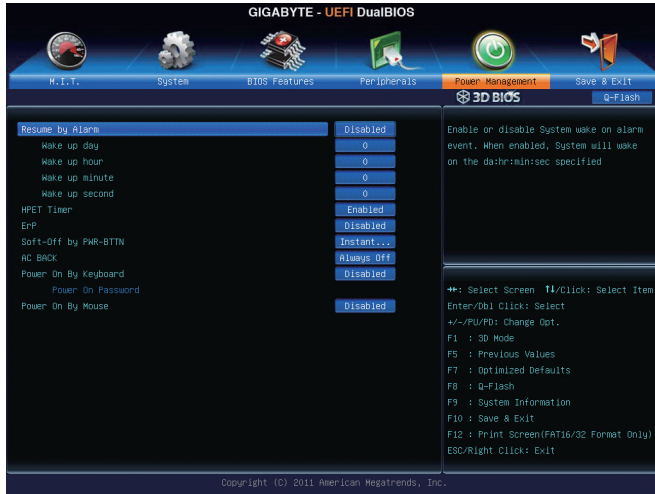 GIGABYTE - UEFI DualBIOS
M.I.T.
System
BIOS Features
Peripherals
Power Management
Save & Exit
3D BIOS
Q-Flash
Resume by Alarm Disabled
Wake up day 0
Wake up hour 0
Wake up minute 0
Wake up second 0
HPET Timer Enabled
ErP Disabled
Soft-Off by PWR-BTTN Instant...
AC BACK Always Off
Power On By Keyboard Disabled
Power On Password
Power On By Mouse Disabled
Enable or disable System wake on alarm
event. When enabled, System will wake
on the da:hr:min:sec specified
→←: Select Screen ↑↓/Click: Select Item
Enter/Dbl Click: Select
+/-/PU/PD: Change Opt.
F1 : 3D Mode
F5 : Previous Values
F7 : Optimized Defaults
F8 : Q-Flash
F9 : System Information
F10 : Save & Exit
F12 : Print Screen(FAT16/32 Format Only)
ESC/Right Click: Exit
Copyright (C) 2011 American Megatrends, Inc.